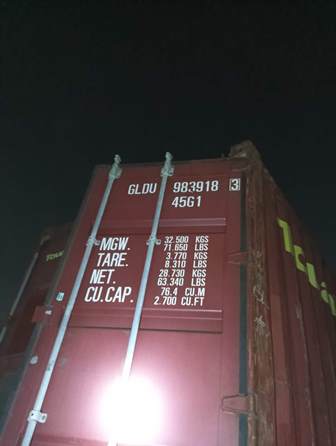 GLDU 983918 3
45G1
MGW. 32.500 KGS
71.650 LBS
TARE. 3.770 KGS
8.310 LBS
NET. 28.730 KGS
63.340 LBS
CU.CAP. 76.4 CU.M
2.700 CU.FT